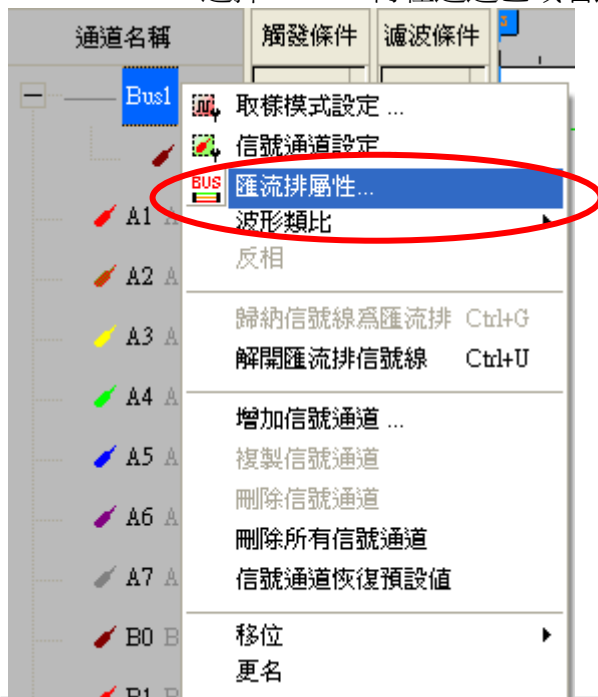 通道名稱 觸發條件 濾波條件
Bus1
取樣模式設定 ...
信號通道設定
BUS 匯流排屬性...
A1 A 波形類比
反相
A2 A
A3 A 歸納信號線為匯流排 Ctrl+G
解開匯流排信號線 Ctrl+U
A4 A
增加信號通道 ...
A5 A 複製信號通道
刪除信號通道
A6 A
刪除所有信號通道
A7 A 信號通道恢復預設值
B0 B 移位
更名
B1 B